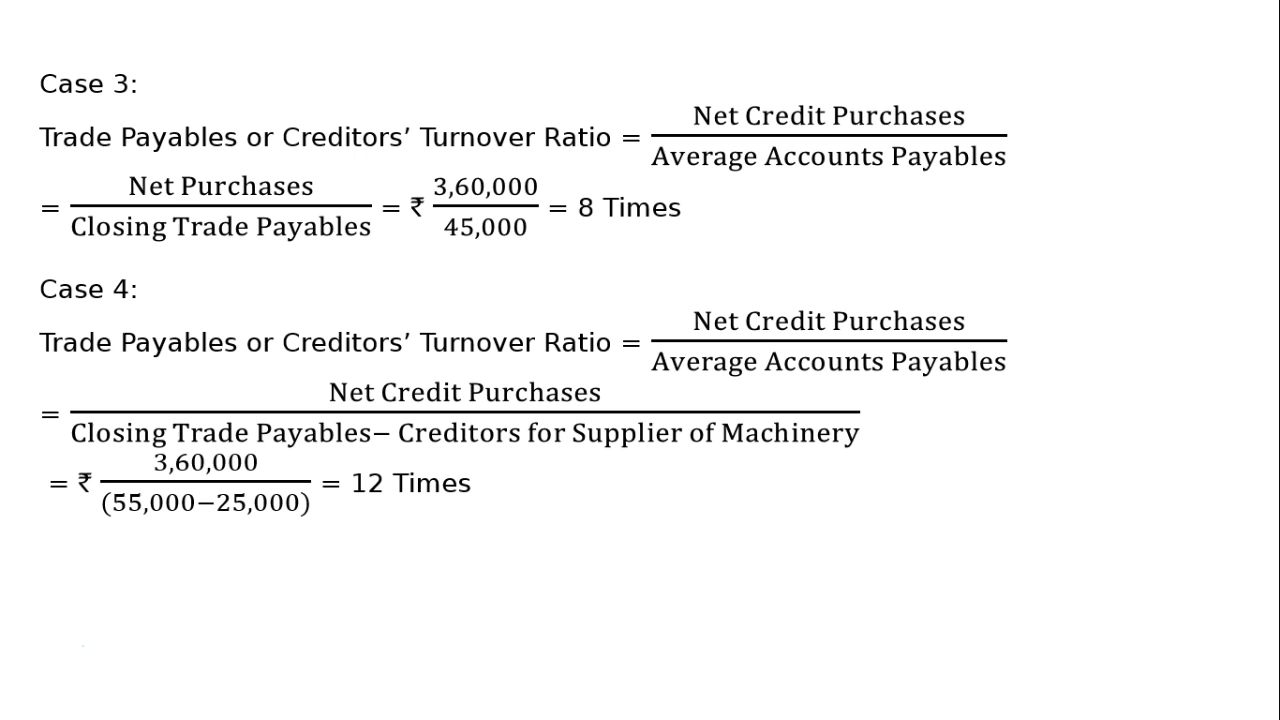 Case 3:
Trade Payables or Creditors’ Turnover Ratio = Net Credit Purchases / Average Accounts Payables
= Net Purchases / Closing Trade Payables = ₹ 3,60,000 / 45,000 = 8 Times
Case 4:
Trade Payables or Creditors’ Turnover Ratio = Net Credit Purchases / Average Accounts Payables
= Net Credit Purchases / Closing Trade Payables− Creditors for Supplier of Machinery
= ₹ 3,60,000 / (55,000−25,000) = 12 Times